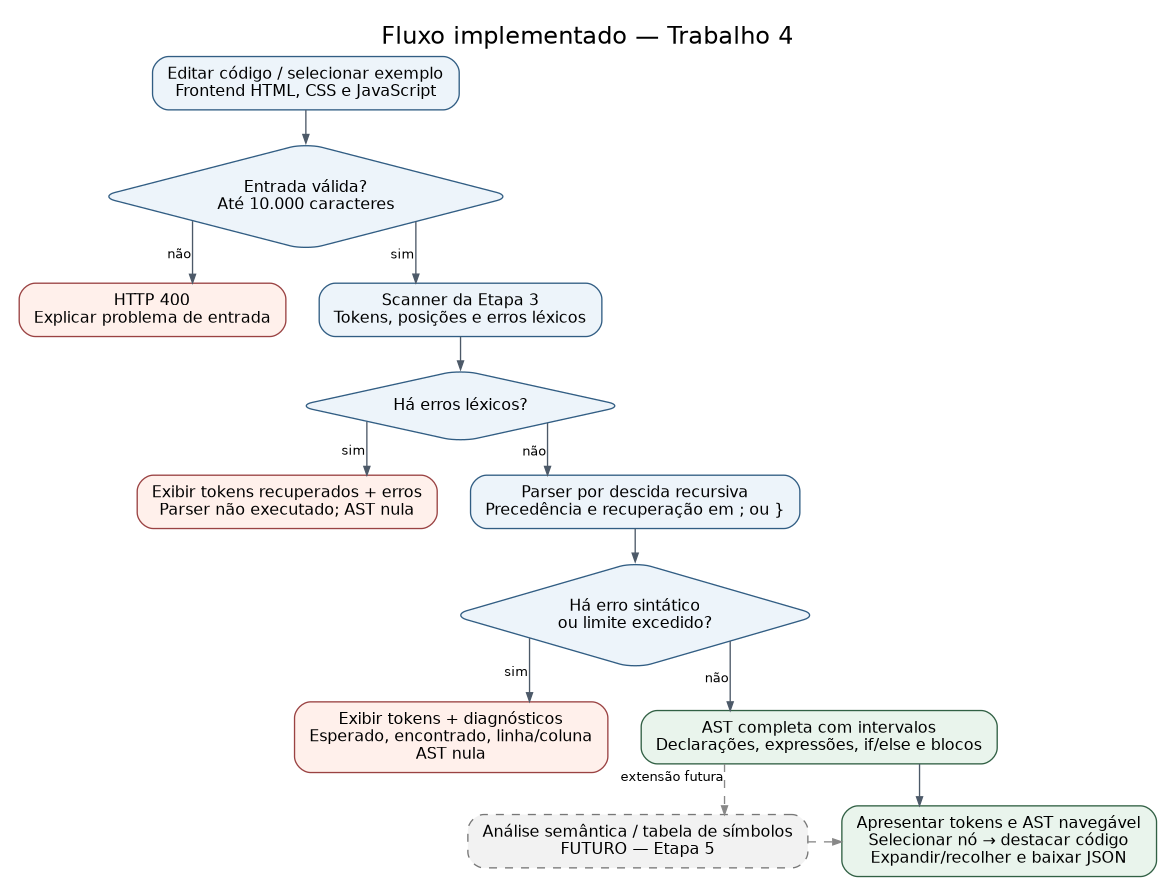 Fluxo implementado — Trabalho 4
Editar código / selecionar exemplo
Frontend HTML, CSS e JavaScript
Entrada válida?
Até 10.000 caracteres
não
sim
HTTP 400
Explicar problema de entrada
Scanner da Etapa 3
Tokens, posições e erros léxicos
Há erros léxicos?
sim
não
Exibir tokens recuperados + erros
Parser não executado; AST nula
Parser por descida recursiva
Precedência e recuperação em ; ou }
Há erro sintático
ou limite excedido?
sim
não
Exibir tokens + diagnósticos
Esperado, encontrado, linha/coluna
AST nula
AST completa com intervalos
Declarações, expressões, if/else e blocos
extensão futura
Análise semântica / tabela de símbolos
FUTURO — Etapa 5
Apresentar tokens e AST navegável
Selecionar nó → destacar código
Expandir/recolher e baixar JSON